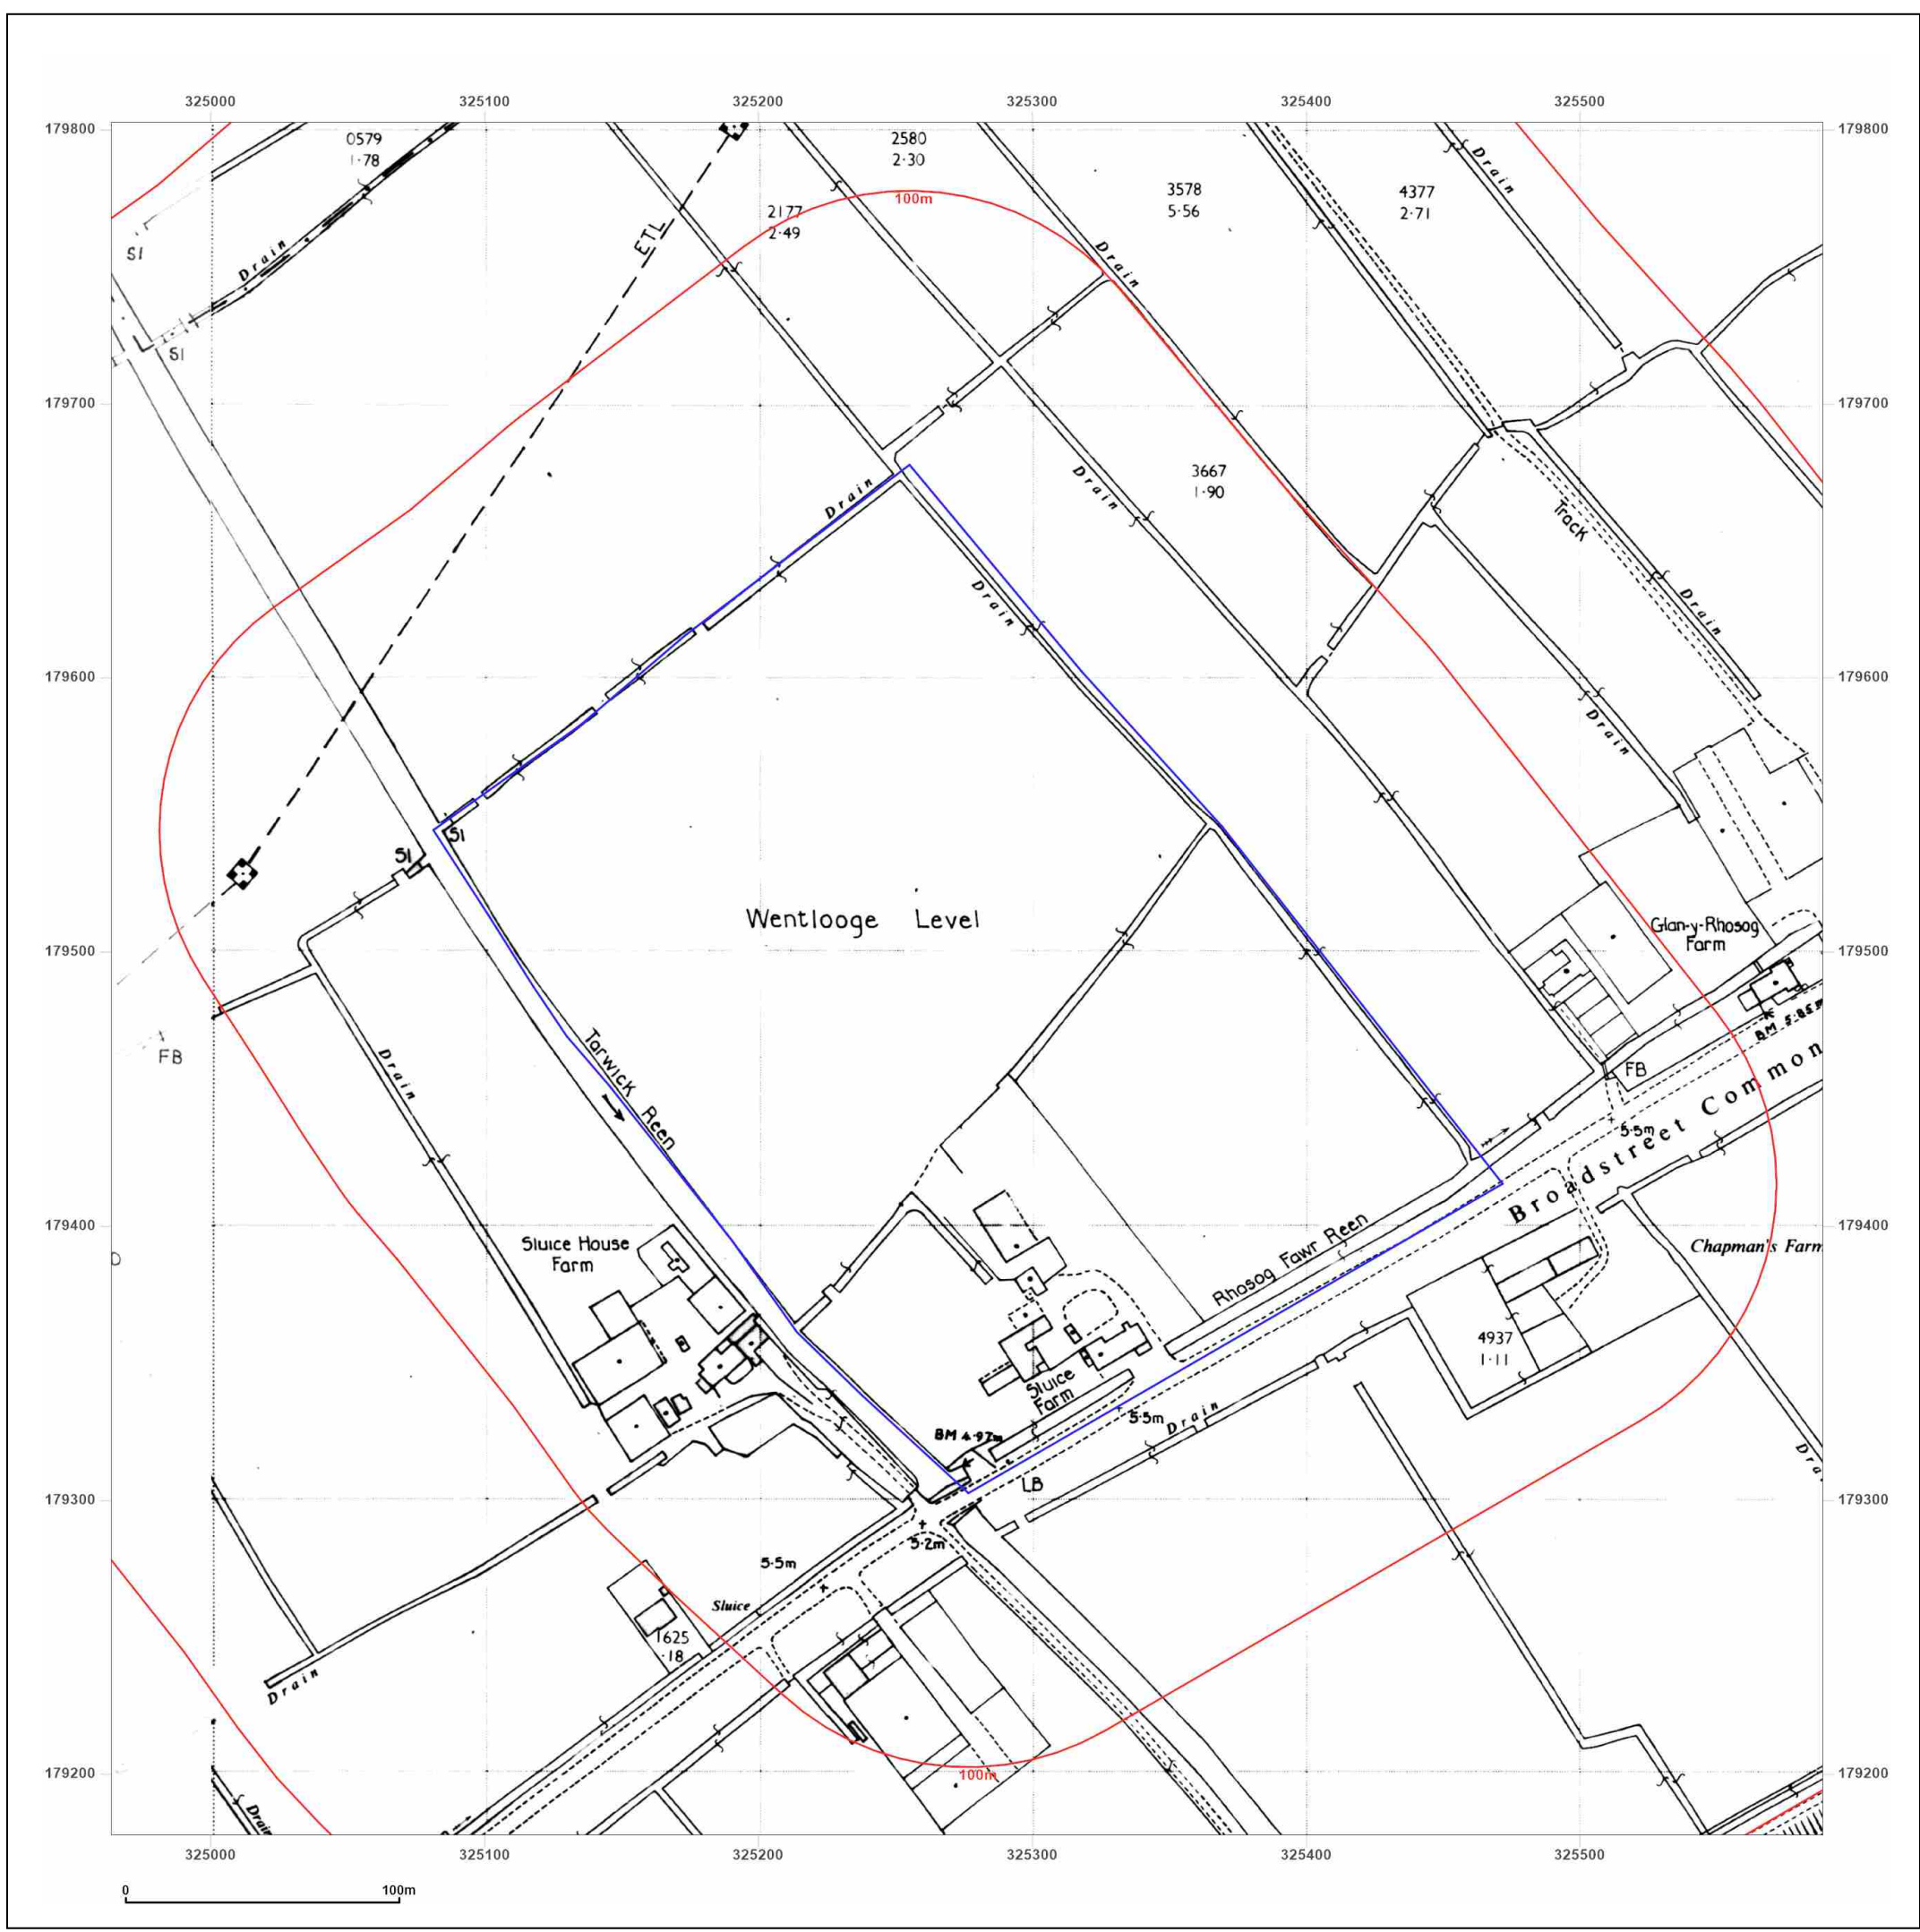 325000 325100 325200 325300 325400 325500
179800
179800
0579
1·78
2580
2·30
Drain
3578
5·56
4377
2·71
100m
2177
2·49
ETL
SI
Drain
Drain
SI
179700
179700
3667
1·90
Drain
Drain
Track
Drain
Drain
179600
179600
Drain
SI
SI
Wentlooge Level
Glan-y-Rhosog
Farm
179500
179500
BM 5·85m
FB
Tarwick Reen
Drain
FB
Broadstreet Common
5·5m
179400
179400
Sluice House
Farm
Rhosog Fawr Reen
Chapman's Farm
4937
1·11
Sluice
Farm
5·5m
Drain
BM 4·97m
LB
179300
179300
5·2m
5·5m
Sluice
1625
·18
Drain
179200
179200
100m
Drain
325000 325100 325200 325300 325400 325500
0 100m